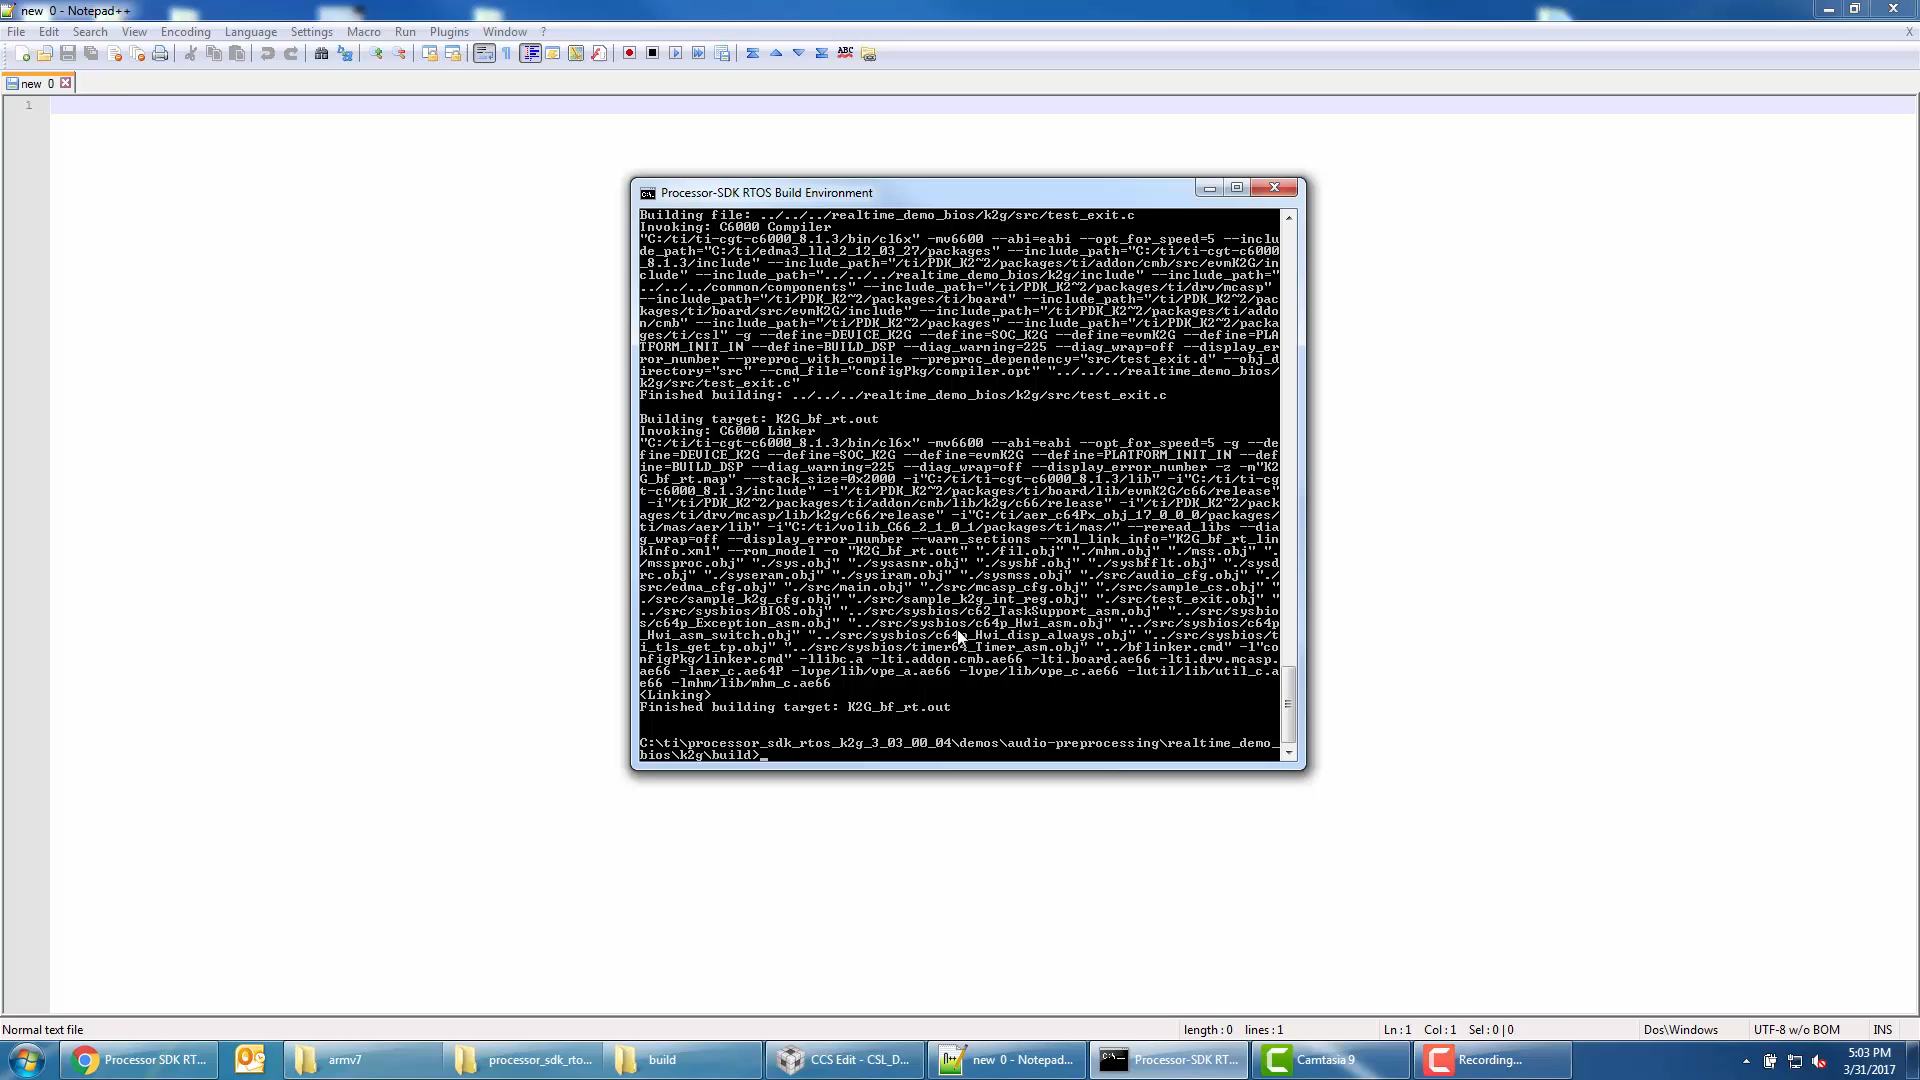 new 0 - Notepad++
File Edit Search View Encoding Language Settings Macro Run Plugins Window ? X
new 0
1
Processor-SDK RTOS Build Environment
Building file: ../../../realtime_demo_bios/k2g/src/test_exit.c
Invoking: C6000 Compiler
"C:/ti/ti-cgt-c6000_8.1.3/bin/cl6x" -mv6600 --abi=eabi --opt_for_speed=5 --inclu
de_path="C:/ti/edma3_lld_2_12_03_27/packages" --include_path="C:/ti/ti-cgt-c6000
_8.1.3/include" --include_path="/ti/PDK_K2~2/packages/ti/addon/cmb/src/evmK2G/in
clude" --include_path="../../../realtime_demo_bios/k2g/include" --include_path="
../../../common/components" --include_path="/ti/PDK_K2~2/packages/ti/drv/mcasp"
--include_path="/ti/PDK_K2~2/packages/ti/board" --include_path="/ti/PDK_K2~2/pac
kages/ti/board/src/evmK2G/include" --include_path="/ti/PDK_K2~2/packages/ti/addo
n/cmb" --include_path="/ti/PDK_K2~2/packages" --include_path="/ti/PDK_K2~2/packa
ges/ti/csl" -g --define=DEVICE_K2G --define=SOC_K2G --define=evmK2G --define=PLA
TFORM_INIT_IN --define=BUILD_DSP --diag_warning=225 --diag_wrap=off --display_er
ror_number --preproc_with_compile --preproc_dependency="src/test_exit.d" --obj_d
irectory="src" --cmd_file="configPkg/compiler.opt" "../../../realtime_demo_bios/
k2g/src/test_exit.c"
Finished building: ../../../realtime_demo_bios/k2g/src/test_exit.c
Building target: K2G_bf_rt.out
Invoking: C6000 Linker
"C:/ti/ti-cgt-c6000_8.1.3/bin/cl6x" -mv6600 --abi=eabi --opt_for_speed=5 -g --de
fine=DEVICE_K2G --define=SOC_K2G --define=evmK2G --define=PLATFORM_INIT_IN --def
ine=BUILD_DSP --diag_warning=225 --diag_wrap=off --display_error_number -z -m"K2
G_bf_rt.map" --stack_size=0x2000 -i"C:/ti/ti-cgt-c6000_8.1.3/lib" -i"C:/ti/ti-cg
t-c6000_8.1.3/include" -i"/ti/PDK_K2~2/packages/ti/board/lib/evmK2G/c66/release"
-i"/ti/PDK_K2~2/packages/ti/addon/cmb/lib/k2g/c66/release" -i"/ti/PDK_K2~2/pack
ages/ti/drv/mcasp/lib/k2g/c66/release" -i"C:/ti/aer_c64Px_obj_17_0_0_0/packages/
ti/mas/aer/lib" -i"C:/ti/volib_C66_2_1_0_1/packages/ti/mas/" --reread_libs --dia
g_wrap=off --display_error_number --warn_sections --xml_link_info="K2G_bf_rt_lin
kInfo.xml" --rom_model -o "K2G_bf_rt.out" "./fil.obj" "./mhm.obj" "./mss.obj" ".
/mssproc.obj" "./sys.obj" "./sysasnr.obj" "./sysbf.obj" "./sysbfflt.obj" "./sysd
rc.obj" "./syseram.obj" "./sysiram.obj" "./sysmss.obj" "./src/audio_cfg.obj" "./
src/edma_cfg.obj" "./src/main.obj" "./src/mcasp_cfg.obj" "./src/sample_cs.obj" "
./src/sample_k2g_cfg.obj" "./src/sample_k2g_int_reg.obj" "./src/test_exit.obj" "
../src/sysbios/BIOS.obj" "../src/sysbios/c62_TaskSupport_asm.obj" "../src/sysbio
s/c64p_Exception_asm.obj" "../src/sysbios/c64p_Hwi_asm.obj" "../src/sysbios/c64p
_Hwi_asm_switch.obj" "../src/sysbios/c64p_Hwi_disp_always.obj" "../src/sysbios/t
i_tls_get_tp.obj" "../src/sysbios/timer64_Timer_asm.obj" "../bflinker.cmd" -l"co
nfigPkg/linker.cmd" -llibc.a -lti.addon.cmb.ae66 -lti.board.ae66 -lti.drv.mcasp.
ae66 -laer_c.ae64P -lvpe/lib/vpe_a.ae66 -lvpe/lib/vpe_c.ae66 -lutil/lib/util_c.a
e66 -lmhm/lib/mhm_c.ae66
<Linking>
Finished building target: K2G_bf_rt.out
C:\ti\processor_sdk_rtos_k2g_3_03_00_04\demos\audio-preprocessing\realtime_demo_
bios\k2g\build>_
Normal text file length : 0 lines : 1 Ln : 1 Col : 1 Sel : 0 | 0 Dos\Windows UTF-8 w/o BOM INS
Processor SDK RT... armv7 processor_sdk_rto... build CCS Edit - CSL_D... new 0 - Notepad... Processor-SDK RT... Camtasia 9 Recording... 5:03 PM
3/31/2017